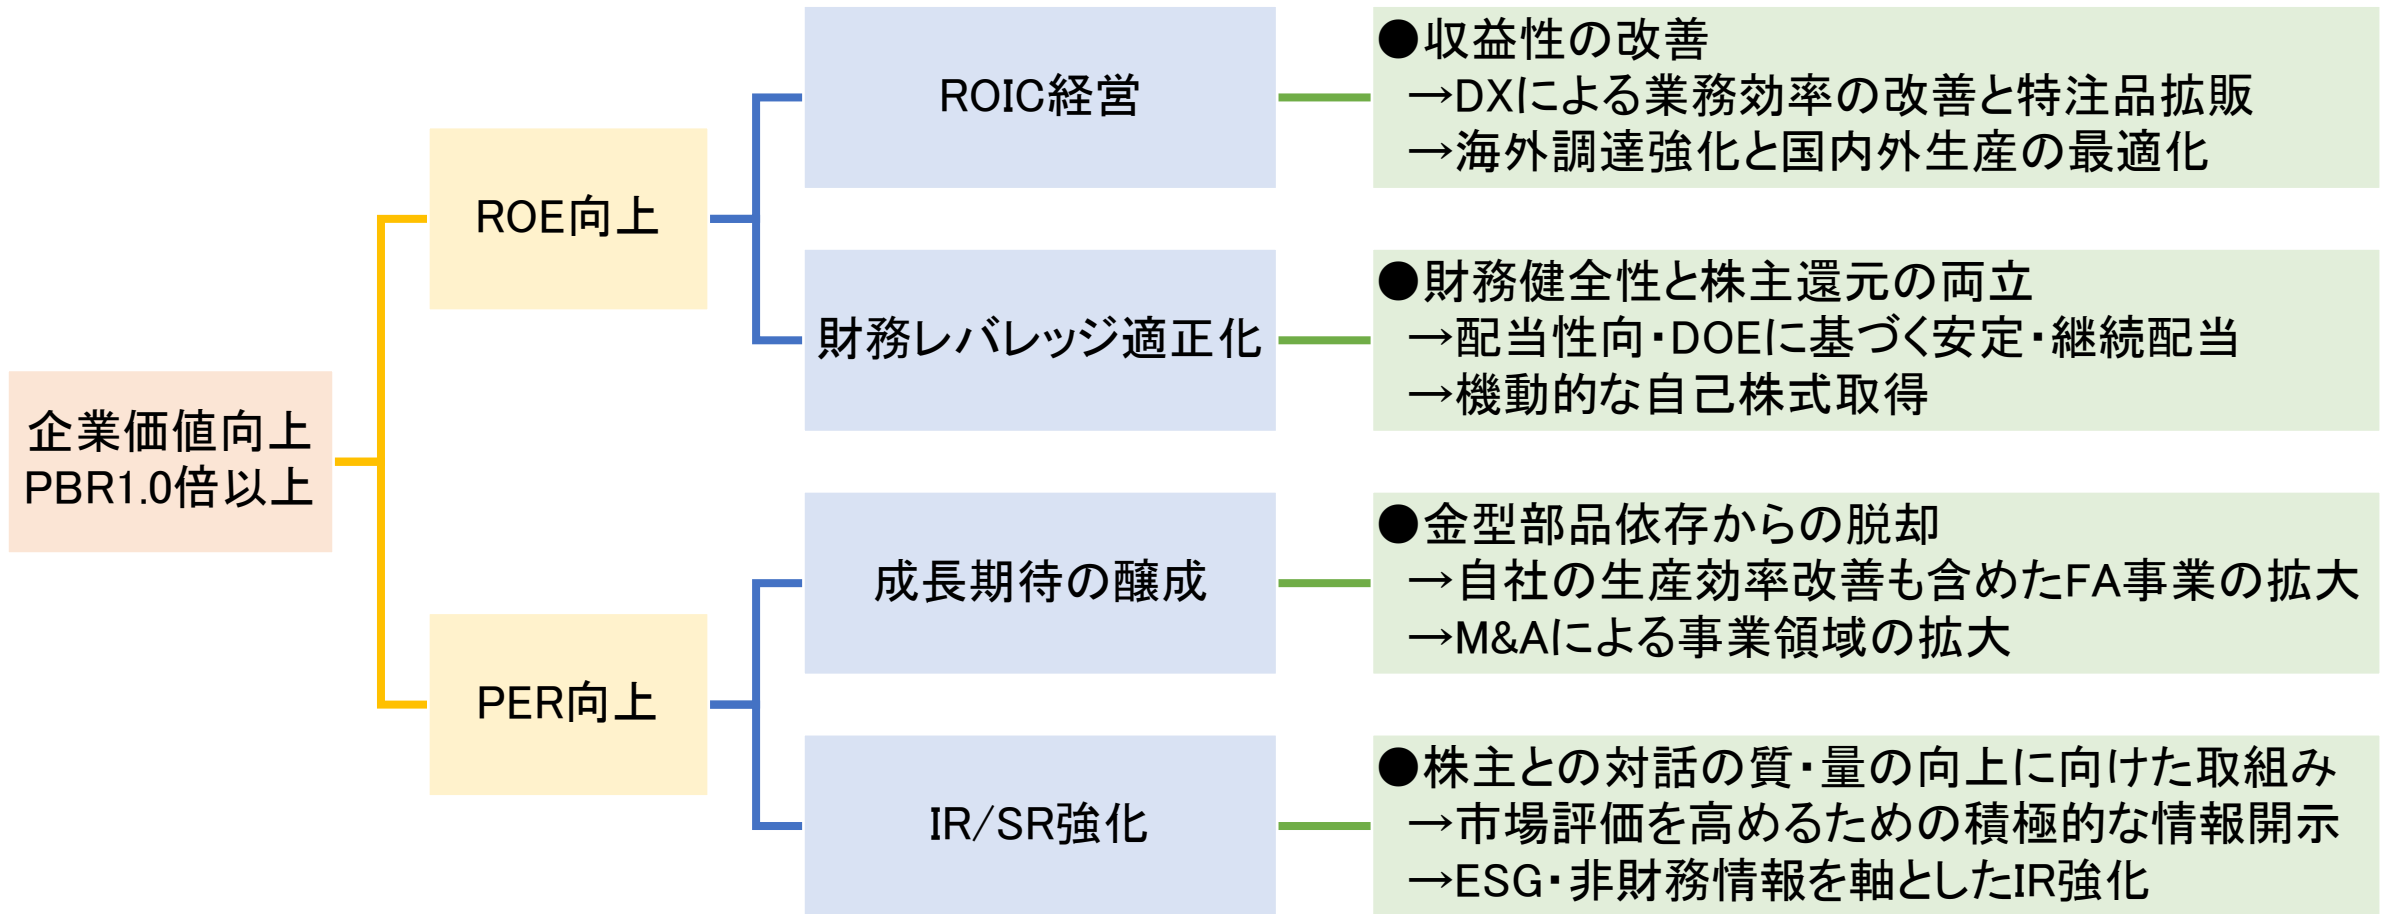 企業価値向上
PBR1.0倍以上
ROE向上
ROIC経営
●収益性の改善
→DXによる業務効率の改善と特注品拡販
→海外調達強化と国内外生産の最適化
財務レバレッジ適正化
●財務健全性と株主還元の両立
→配当性向・DOEに基づく安定・継続配当
→機動的な自己株式取得
PER向上
成長期待の醸成
●金型部品依存からの脱却
→自社の生産効率改善も含めたFA事業の拡大
→M&Aによる事業領域の拡大
IR/SR強化
●株主との対話の質・量の向上に向けた取組み
→市場評価を高めるための積極的な情報開示
→ESG・非財務情報を軸としたIR強化